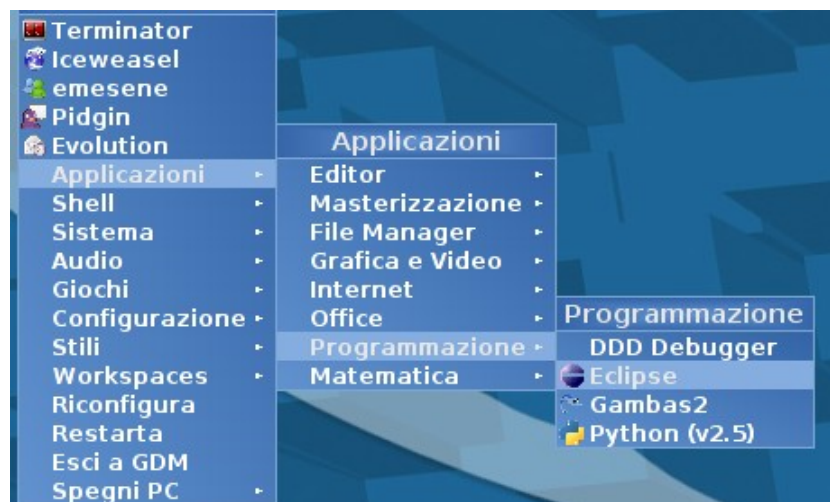 Terminator
Iceweasel
emesene
Pidgin
Evolution
Applicazioni
Shell
Sistema
Audio
Giochi
Configurazione
Stili
Workspaces
Riconfigura
Restarta
Esci a GDM
Spegni PC
Applicazioni
Editor
Masterizzazione
File Manager
Grafica e Video
Internet
Office
Programmazione
Matematica
Programmazione
DDD Debugger
Eclipse
Gambas2
Python (v2.5)